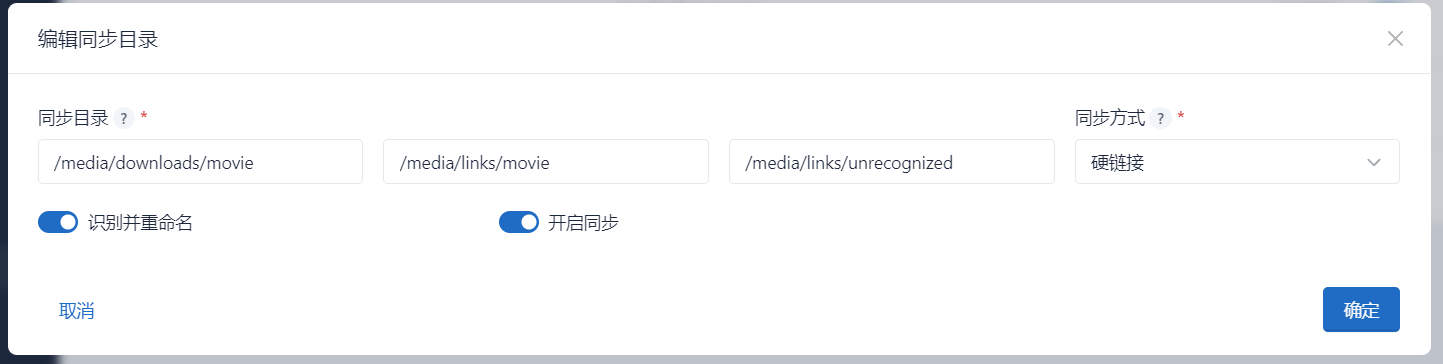 编辑同步目录
同步目录 ? * 同步方式 ? *
/media/downloads/movie /media/links/movie /media/links/unrecognized 硬链接
识别并重命名 开启同步
取消 确定